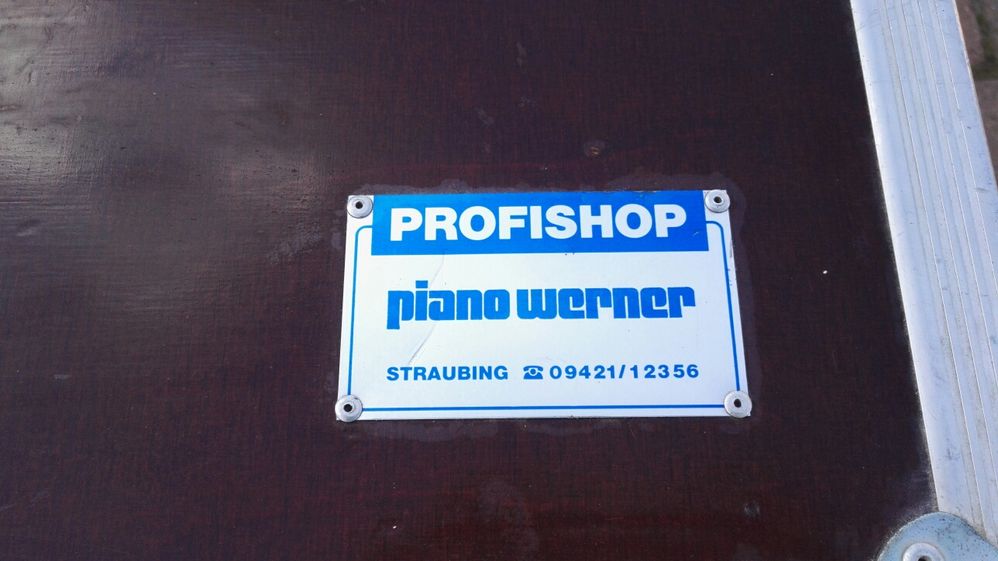 PROFISHOP
piano werner
STRAUBING ☎ 09421/12356